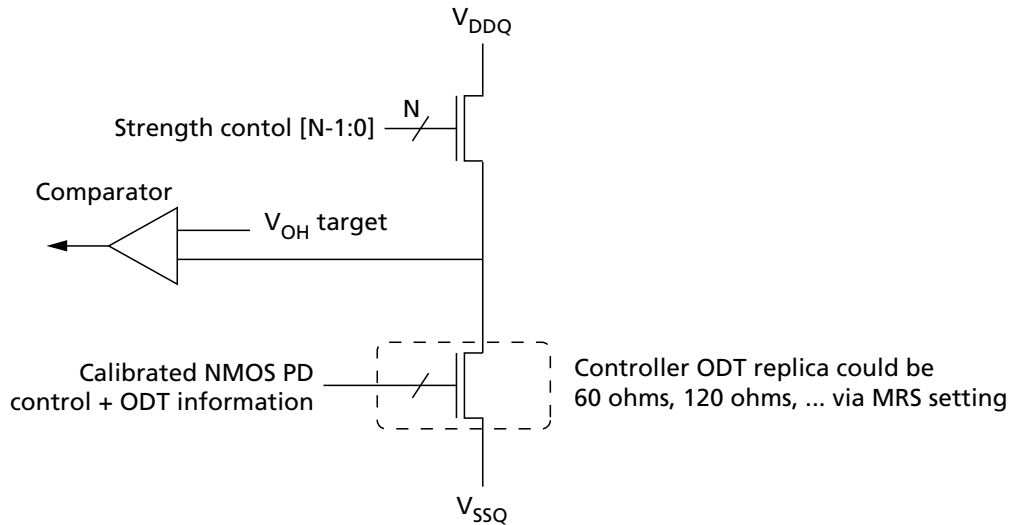 VDDQ
N
Strength contol [N-1:0]
Comparator
VOH target
Calibrated NMOS PD
control + ODT information
Controller ODT replica could be
60 ohms, 120 ohms, ... via MRS setting
VSSQ